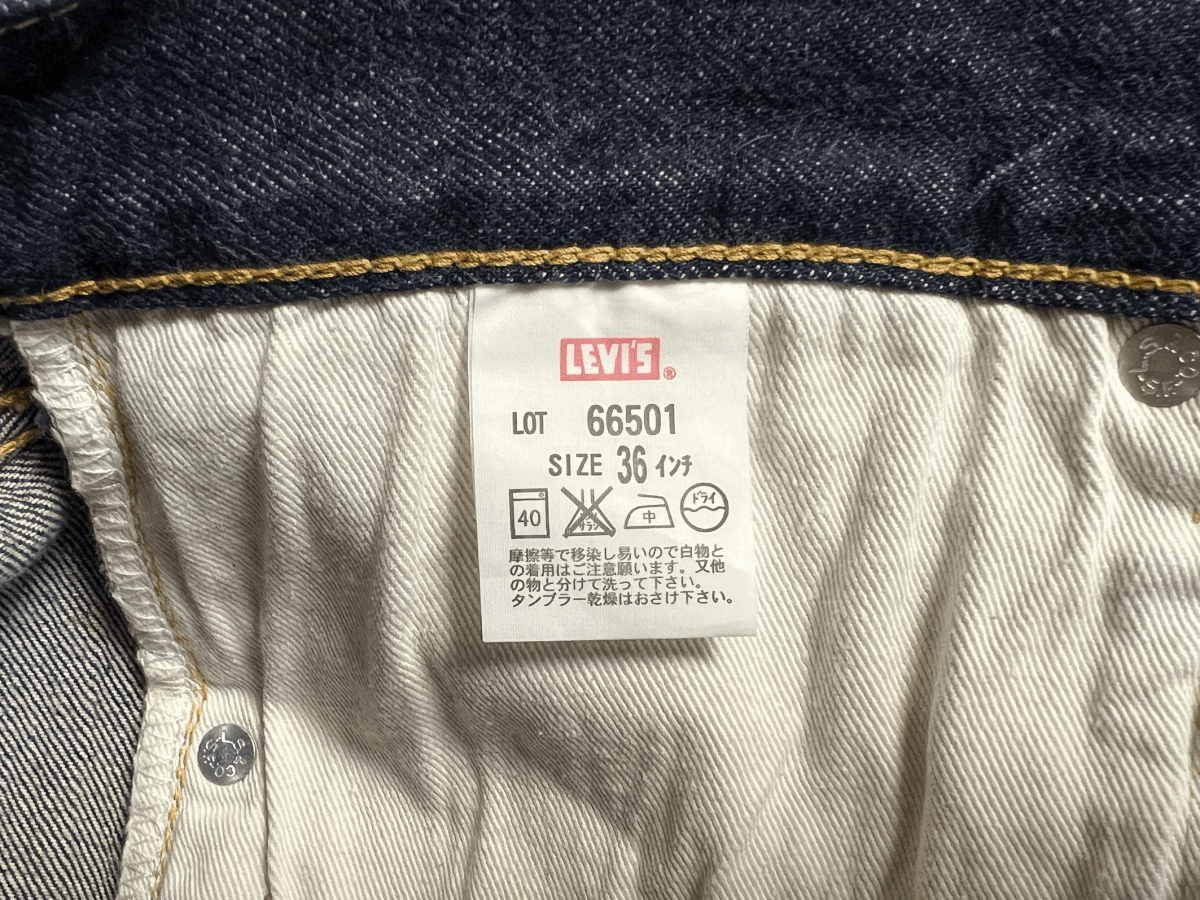 LEVI'S®
LOT 66501
SIZE 36 インチ
40 中 ドライ
摩擦等で移染し易いので白物と
の着用はご注意願います。又他
の物と分けて洗って下さい。
タンブラー乾燥はおさけ下さい。
L S & CO S F